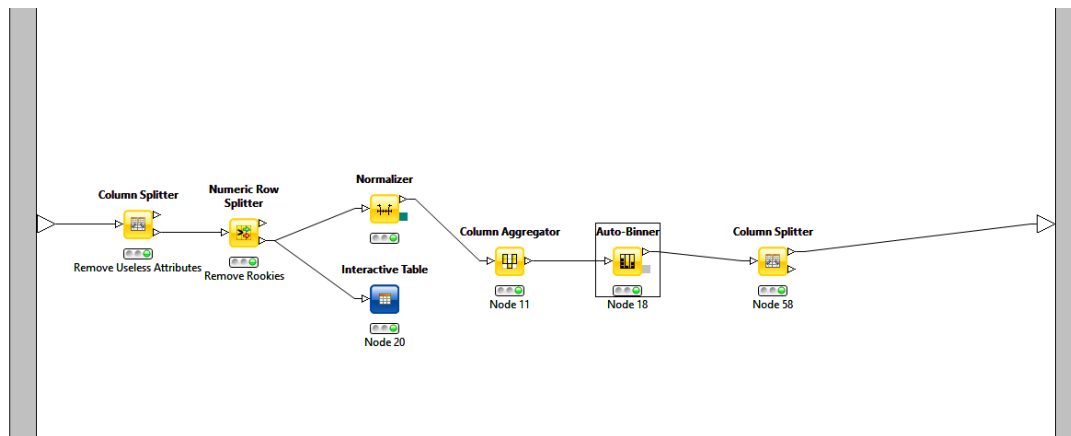 Column Splitter
Remove Useless Attributes
Numeric Row
Splitter
Remove Rookies
Normalizer
Interactive Table
Node 20
Column Aggregator
Node 11
Auto-Binner
Node 18
Column Splitter
Node 58